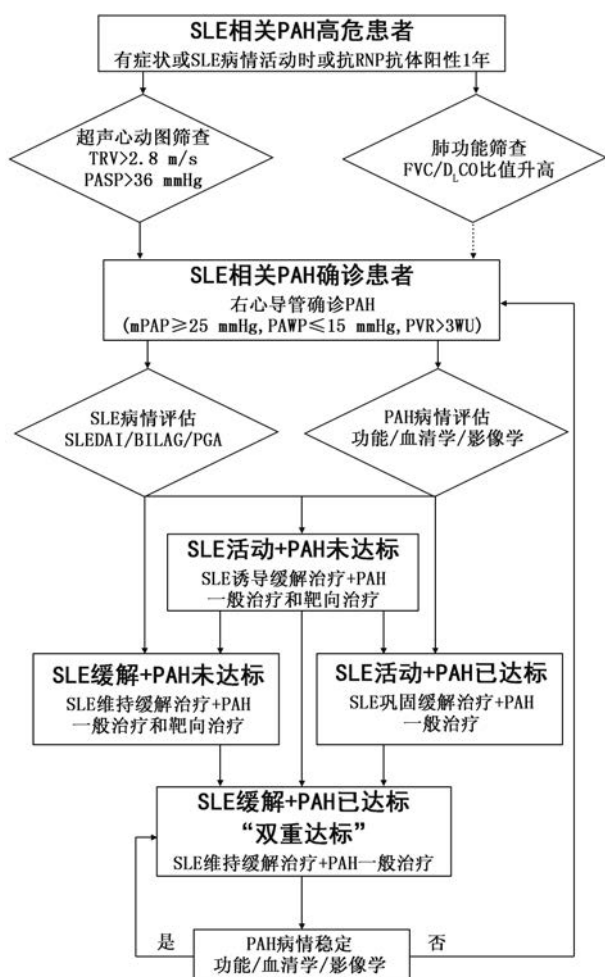 SLE相关PAH高危患者
有症状或SLE病情活动时或抗RNP抗体阳性1年
超声心动图筛查
TRV>2.8 m/s
PASP>36 mmHg
肺功能筛查
FVC/DLCO比值升高
SLE相关PAH确诊患者
右心导管确诊PAH
(mPAP≥25 mmHg,PAWP≤15 mmHg,PVR>3WU)
SLE病情评估
SLEDAI/BILAG/PGA
PAH病情评估
功能/血清学/影像学
SLE活动+PAH未达标
SLE诱导缓解治疗+PAH
一般治疗和靶向治疗
SLE缓解+PAH未达标
SLE维持缓解治疗+PAH
一般治疗和靶向治疗
SLE活动+PAH已达标
SLE巩固缓解治疗+PAH
一般治疗
SLE缓解+PAH已达标
“双重达标”
SLE维持缓解治疗+PAH一般治疗
是
PAH病情稳定
功能/血清学/影像学
否